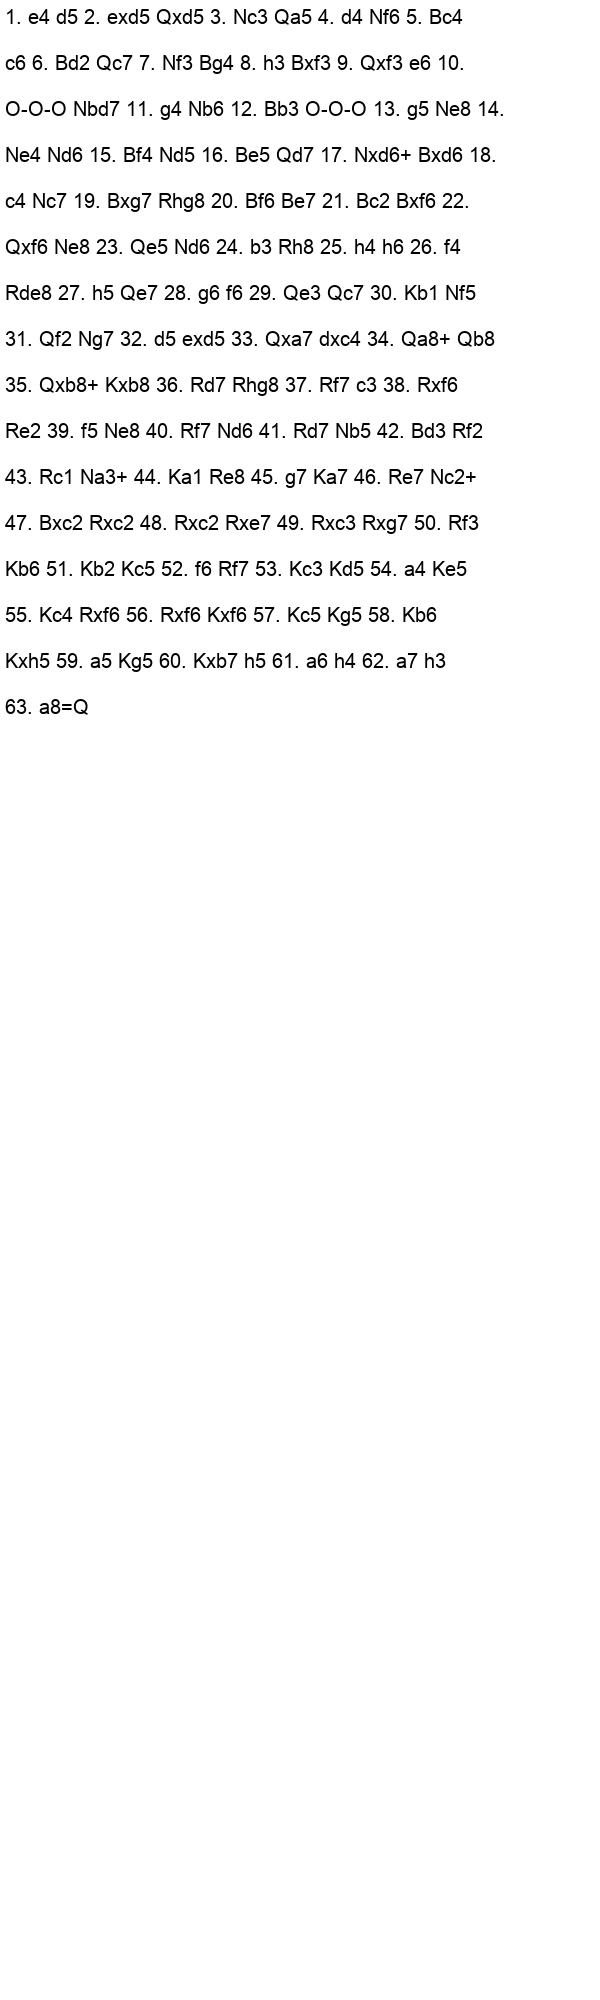 1. e4 d5 2. exd5 Qxd5 3. Nc3 Qa5 4. d4 Nf6 5. Bc4
c6 6. Bd2 Qc7 7. Nf3 Bg4 8. h3 Bxf3 9. Qxf3 e6 10.
O-O-O Nbd7 11. g4 Nb6 12. Bb3 O-O-O 13. g5 Ne8 14.
Ne4 Nd6 15. Bf4 Nd5 16. Be5 Qd7 17. Nxd6+ Bxd6 18.
c4 Nc7 19. Bxg7 Rhg8 20. Bf6 Be7 21. Bc2 Bxf6 22.
Qxf6 Ne8 23. Qe5 Nd6 24. b3 Rh8 25. h4 h6 26. f4
Rde8 27. h5 Qe7 28. g6 f6 29. Qe3 Qc7 30. Kb1 Nf5
31. Qf2 Ng7 32. d5 exd5 33. Qxa7 dxc4 34. Qa8+ Qb8
35. Qxb8+ Kxb8 36. Rd7 Rhg8 37. Rf7 c3 38. Rxf6
Re2 39. f5 Ne8 40. Rf7 Nd6 41. Rd7 Nb5 42. Bd3 Rf2
43. Rc1 Na3+ 44. Ka1 Re8 45. g7 Ka7 46. Re7 Nc2+
47. Bxc2 Rxc2 48. Rxc2 Rxe7 49. Rxc3 Rxg7 50. Rf3
Kb6 51. Kb2 Kc5 52. f6 Rf7 53. Kc3 Kd5 54. a4 Ke5
55. Kc4 Rxf6 56. Rxf6 Kxf6 57. Kc5 Kg5 58. Kb6
Kxh5 59. a5 Kg5 60. Kxb7 h5 61. a6 h4 62. a7 h3
63. a8=Q